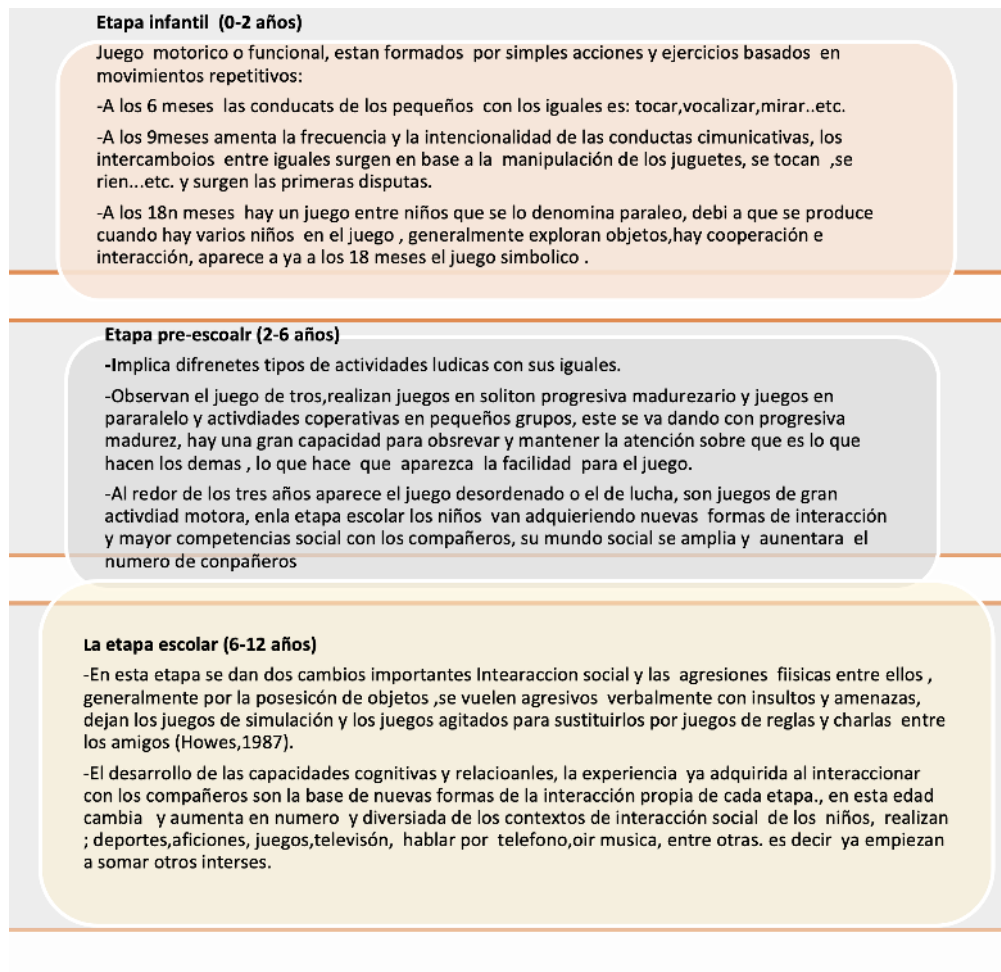 Etapa infantil (0-2 años)
Juego motorico o funcional, estan formados por simples acciones y ejercicios basados en
movimientos repetitivos:
-A los 6 meses las conducats de los pequeños con los iguales es: tocar,vocalizar,mirar..etc.
-A los 9meses amenta la frecuencia y la intencionalidad de las conductas cimunicativas, los
intercamboios entre iguales surgen en base a la manipulación de los juguetes, se tocan ,se
rien...etc. y surgen las primeras disputas.
-A los 18n meses hay un juego entre niños que se lo denomina paraleo, debi a que se produce
cuando hay varios niños en el juego , generalmente exploran objetos,hay cooperación e
interacción, aparece a ya a los 18 meses el juego simbolico .
Etapa pre-escoalr (2-6 años)
-Implica difrenetes tipos de actividades ludicas con sus iguales.
-Observan el juego de tros,realizan juegos en soliton progresiva madurezario y juegos en
pararalelo y activdiades coperativas en pequeños grupos, este se va dando con progresiva
madurez, hay una gran capacidad para obsrevar y mantener la atención sobre que es lo que
hacen los demas , lo que hace que aparezca la facilidad para el juego.
-Al redor de los tres años aparece el juego desordenado o el de lucha, son juegos de gran
activdiad motora, enla etapa escolar los niños van adquieriendo nuevas formas de interacción
y mayor competencias social con los compañeros, su mundo social se amplia y aunentara el
numero de conpañeros
La etapa escolar (6-12 años)
-En esta etapa se dan dos cambios importantes Intearaccion social y las agresiones fiisicas entre ellos ,
generalmente por la posesicón de objetos ,se vuelen agresivos verbalmente con insultos y amenazas,
dejan los juegos de simulación y los juegos agitados para sustituirlos por juegos de reglas y charlas entre
los amigos (Howes,1987).
-El desarrollo de las capacidades cognitivas y relacioanles, la experiencia ya adquirida al interaccionar
con los compañeros son la base de nuevas formas de la interacción propia de cada etapa., en esta edad
cambia y aumenta en numero y diversiada de los contextos de interacción social de los niños, realizan
; deportes,aficiones, juegos,televisón, hablar por telefono,oir musica, entre otras. es decir ya empiezan
a somar otros interses.